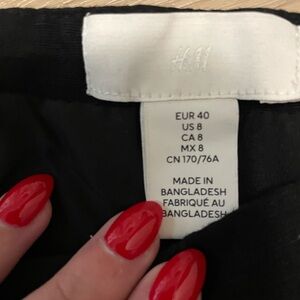 H&M
EUR 40
US 8
CA 8
MX 8
CN 170/76A
MADE IN
BANGLADESH
FABRIQUÉ AU
BANGLADESH